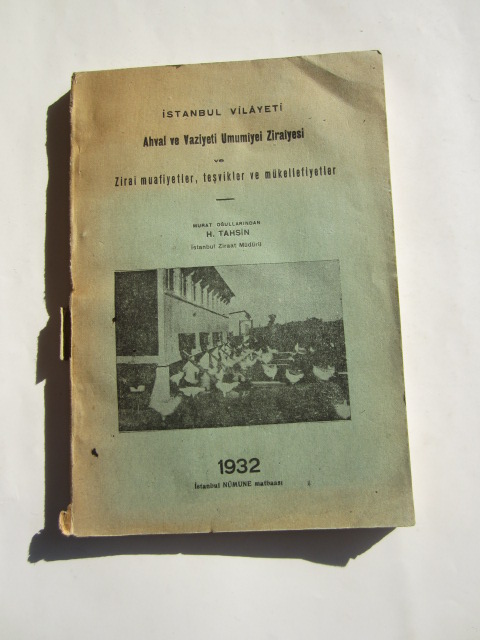 İSTANBUL VİLÂYETİ
Ahval ve Vaziyeti Umumiyei Ziraiyesi
ve
Zirai muafiyetler, teşvikler ve mükellefiyetler
MURAT OĞULLARINDAN
H. TAHSİN
İstanbul Ziraat Müdürü
1932
İstanbul NÜMUNE matbaası